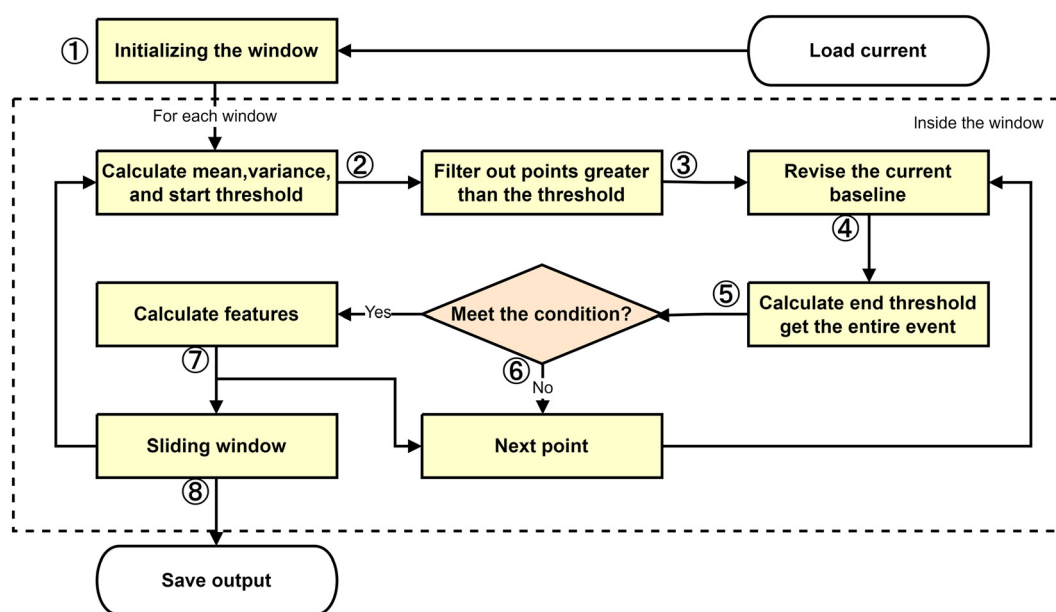 ①
Initializing the window
Load current
For each window
Inside the window
Calculate mean,variance,
and start threshold
②
Filter out points greater
than the threshold
③
Revise the current
baseline
④
Calculate features
Yes
Meet the condition?
⑤
Calculate end threshold
get the entire event
⑥
No
⑦
Sliding window
Next point
⑧
Save output